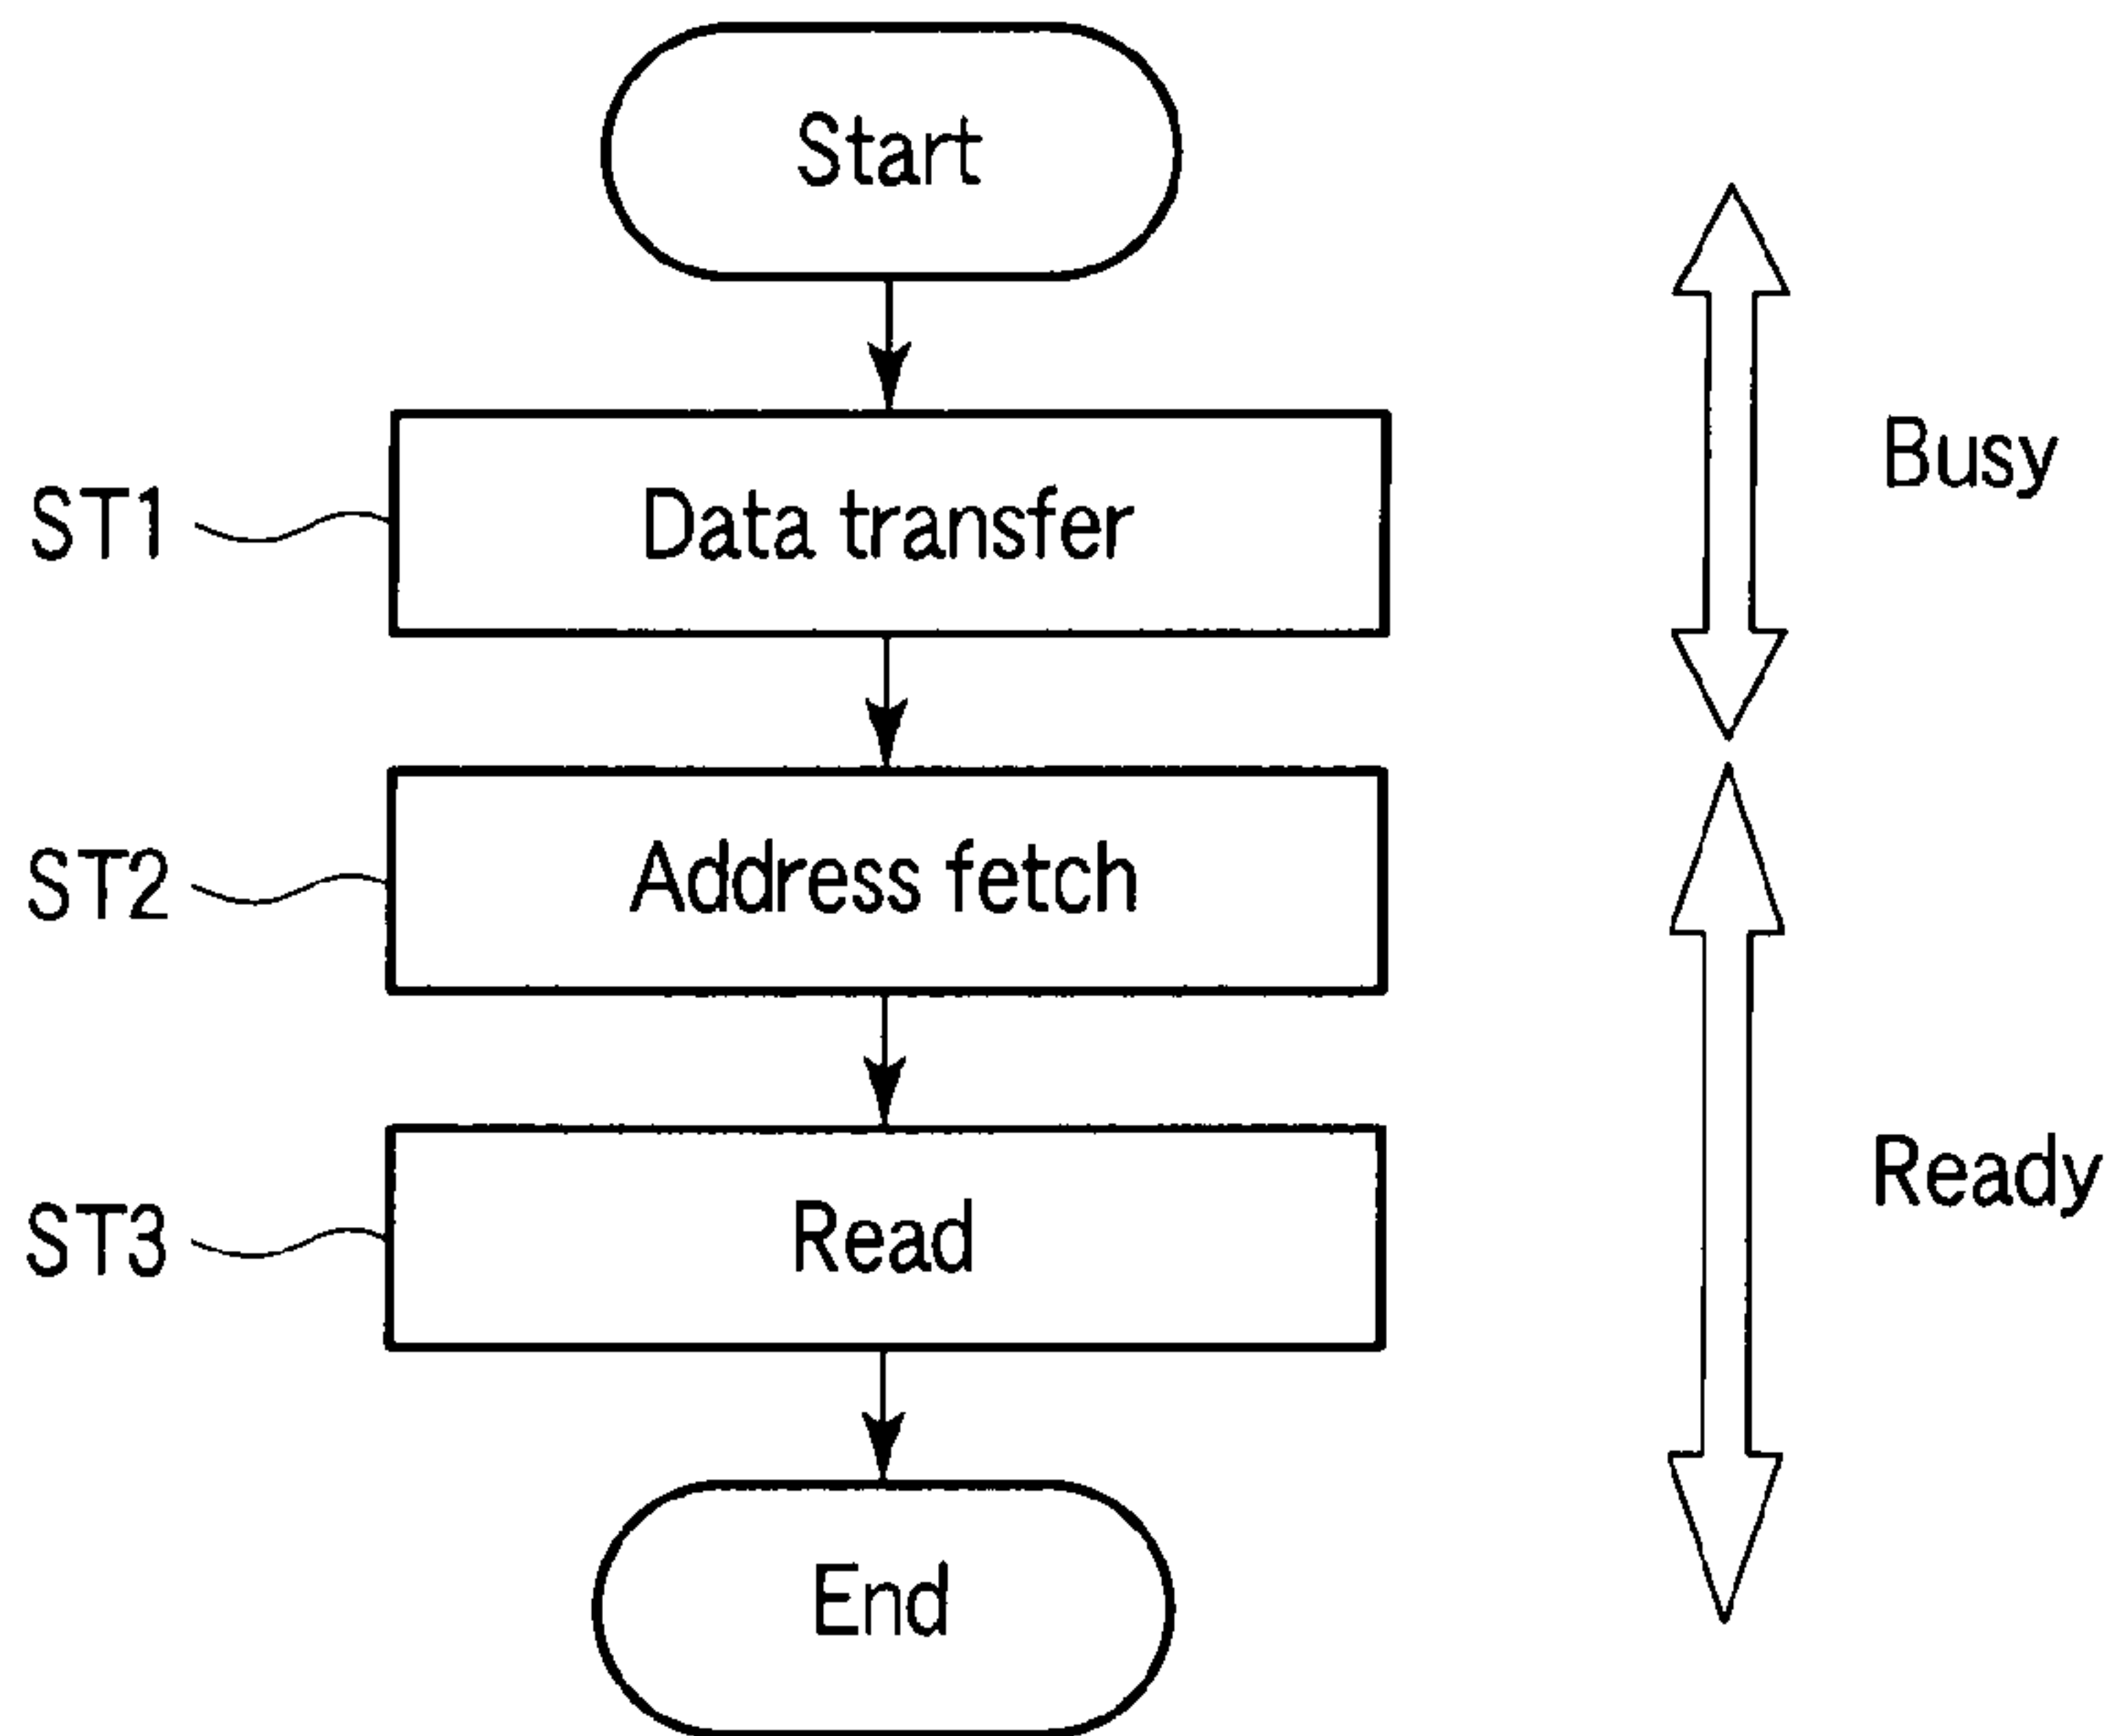 Start
Busy
ST1
Data transfer
ST2
Address fetch
Ready
ST3
Read
End